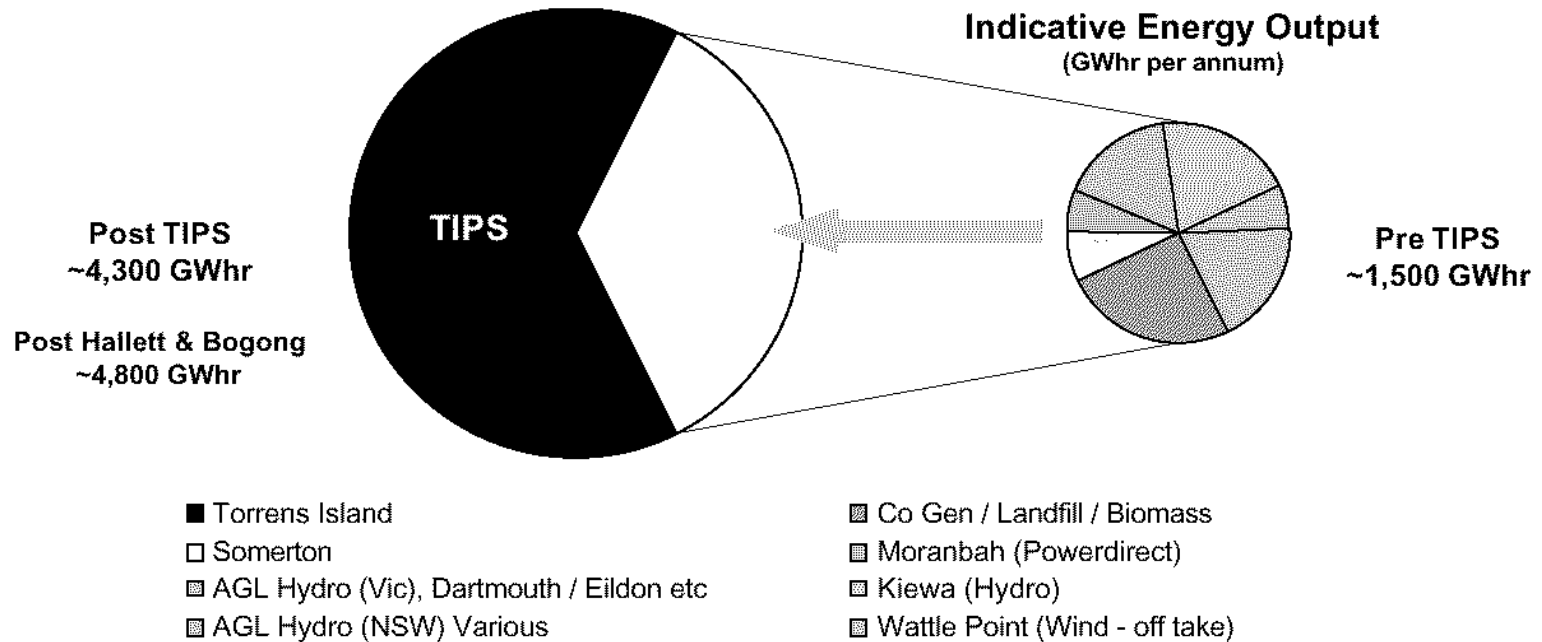 Indicative Energy Output
(GWhr per annum)
TIPS
Post TIPS
~4,300 GWhr
Post Hallett & Bogong
~4,800 GWhr
Pre TIPS
~1,500 GWhr
Torrens Island
Somerton
AGL Hydro (Vic), Dartmouth / Eildon etc
AGL Hydro (NSW) Various
Co Gen / Landfill / Biomass
Moranbah (Powerdirect)
Kiewa (Hydro)
Wattle Point (Wind - off take)